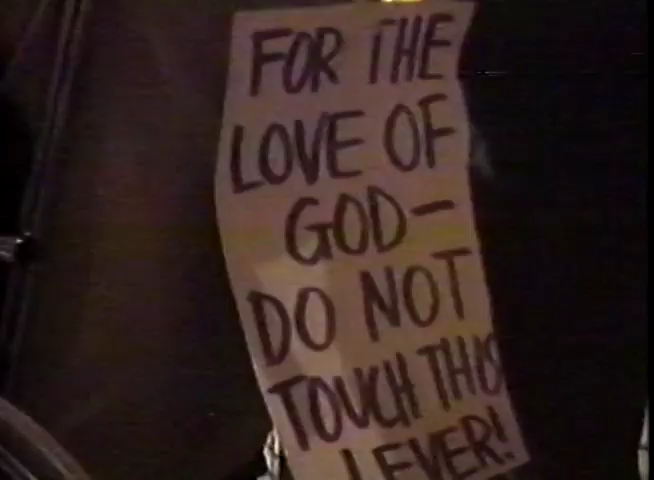 FOR THE
LOVE OF
GOD-
DO NOT
TOUCH THIS
LEVER!